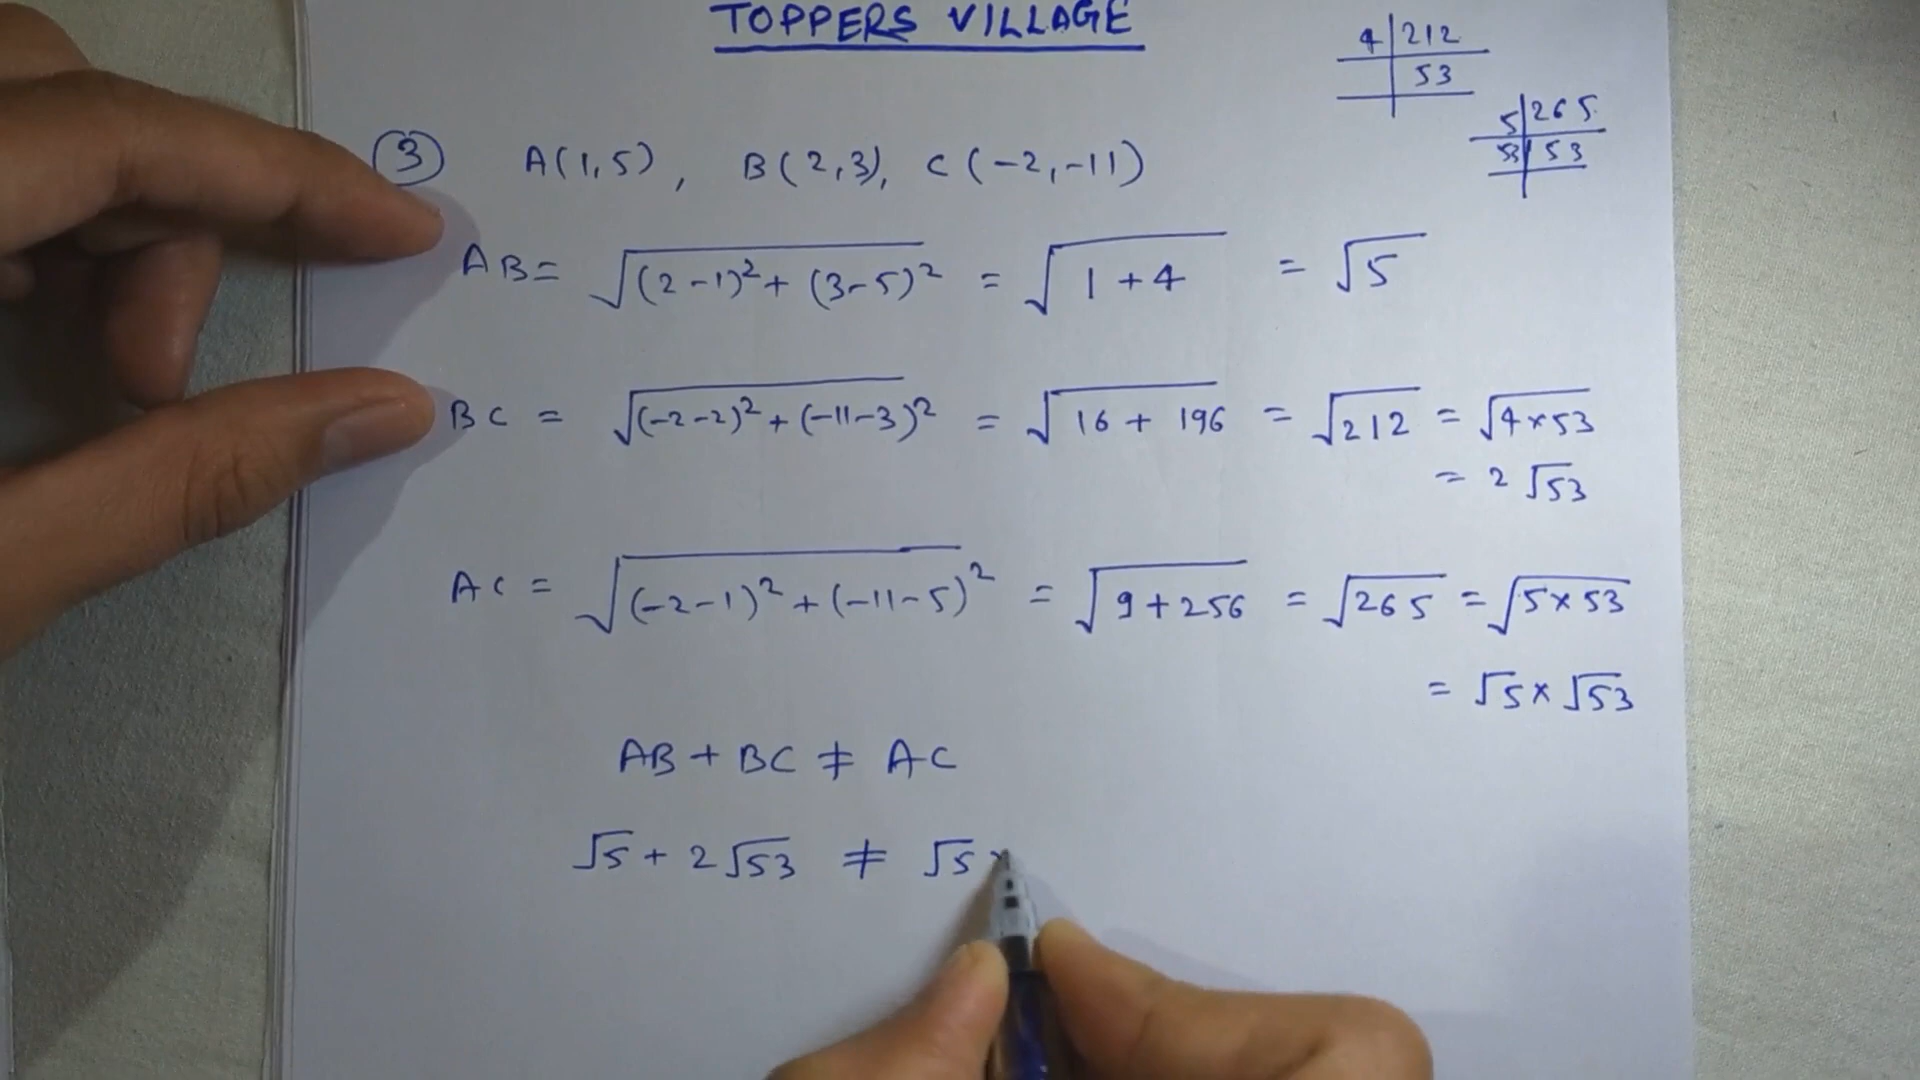 TOPPERS VILLAGE
4 | 212
53
5 | 265
53 | 53
③ A(1,5), B(2,3), C(-2,-11)
AB = √(2-1)² + (3-5)² = √1+4 = √5
BC = √(-2-2)² + (-11-3)² = √16 + 196 = √212 = √4×53
= 2√53
AC = √(-2-1)² + (-11-5)² = √9+256 = √265 = √5×53
= √5×√53
AB + BC ≠ AC
√5 + 2√53 ≠ √5 ×